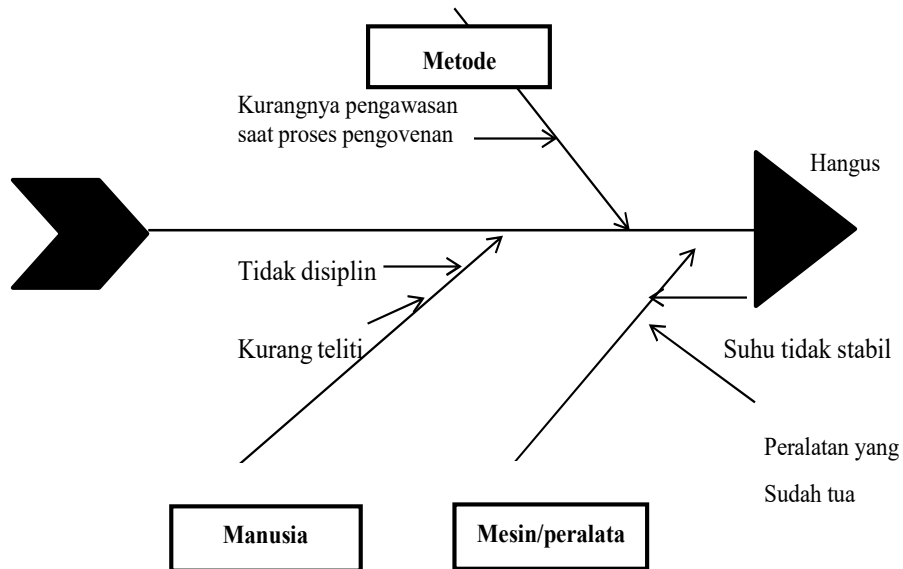 Metode
Kurangnya pengawasan
saat proses pengovenan
Hangus
Tidak disiplin
Kurang teliti
Suhu tidak stabil
Peralatan yang
Sudah tua
Manusia
Mesin/peralata